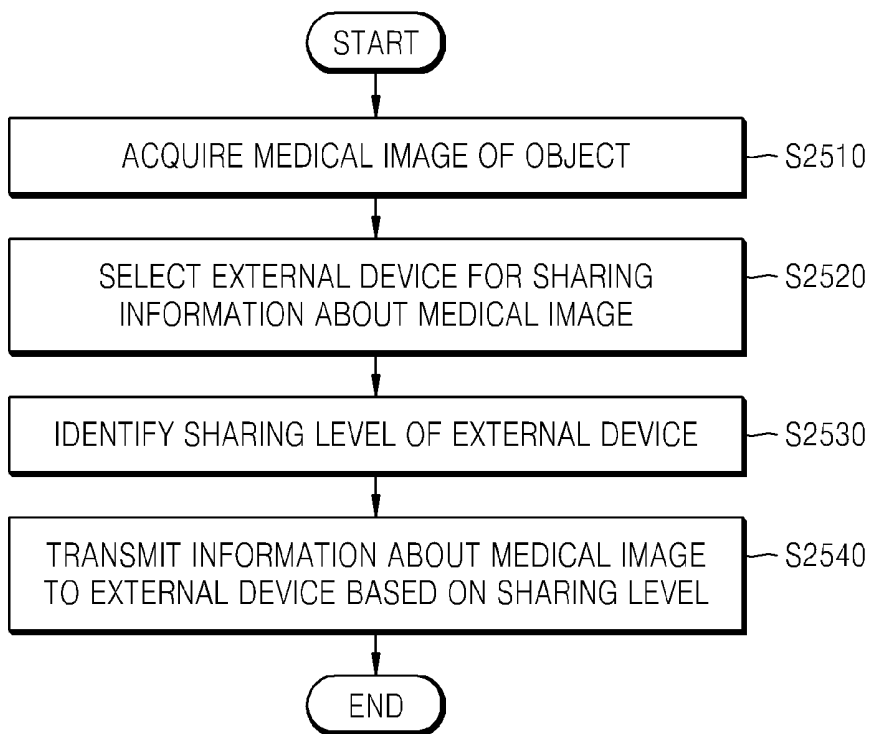 START
ACQUIRE MEDICAL IMAGE OF OBJECT
S2510
SELECT EXTERNAL DEVICE FOR SHARING
INFORMATION ABOUT MEDICAL IMAGE
S2520
IDENTIFY SHARING LEVEL OF EXTERNAL DEVICE
S2530
TRANSMIT INFORMATION ABOUT MEDICAL IMAGE
TO EXTERNAL DEVICE BASED ON SHARING LEVEL
S2540
END